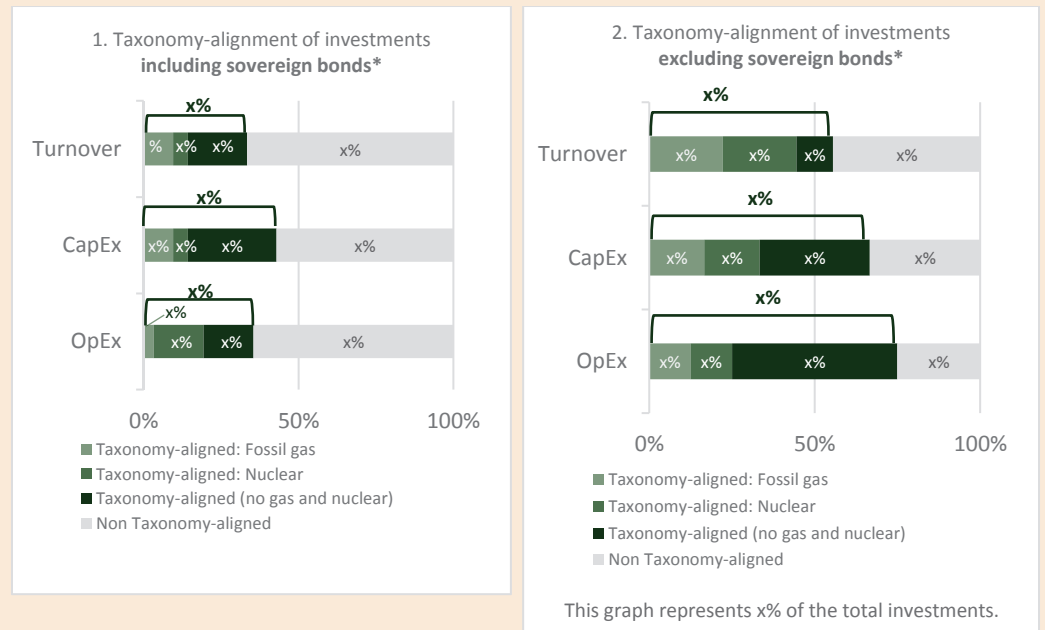 1. Taxonomy-alignment of investments
including sovereign bonds*
x%
Turnover
% x% x% x%
x%
CapEx
x% x% x% x%
x%
x%
OpEx
x% x% x%
0% 50% 100%
Taxonomy-aligned: Fossil gas
Taxonomy-aligned: Nuclear
Taxonomy-aligned (no gas and nuclear)
Non Taxonomy-aligned
2. Taxonomy-alignment of investments
excluding sovereign bonds*
x%
Turnover
x% x% x% x%
x%
CapEx
x% x% x% x%
x%
OpEx
x% x% x% x%
0% 50% 100%
Taxonomy-aligned: Fossil gas
Taxonomy-aligned: Nuclear
Taxonomy-aligned (no gas and nuclear)
Non Taxonomy-aligned
This graph represents x% of the total investments.